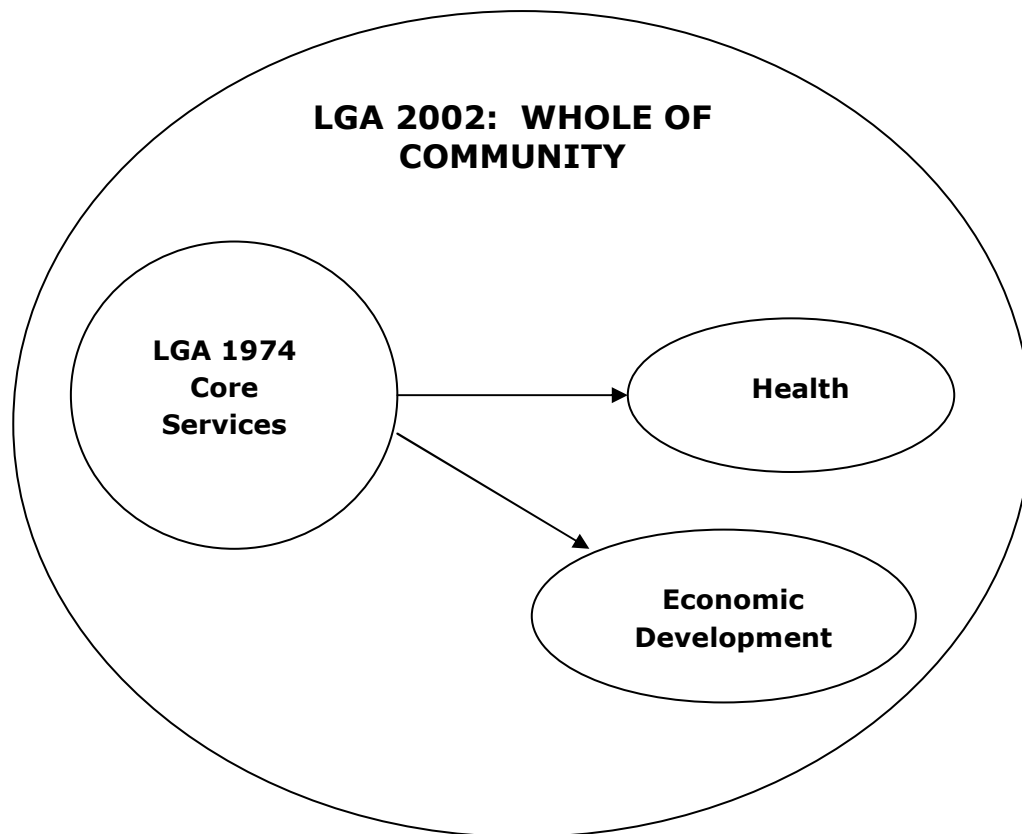 LGA 2002: WHOLE OF
COMMUNITY
LGA 1974
Core
Services
Health
Economic
Development